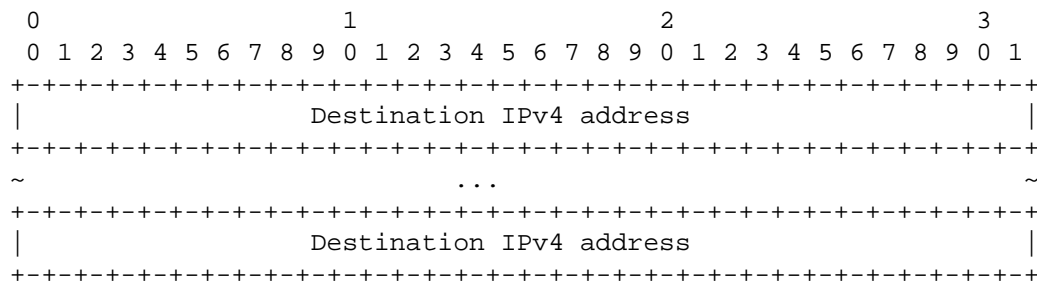 0                   1                   2                   3
 0 1 2 3 4 5 6 7 8 9 0 1 2 3 4 5 6 7 8 9 0 1 2 3 4 5 6 7 8 9 0 1
+-+-+-+-+-+-+-+-+-+-+-+-+-+-+-+-+-+-+-+-+-+-+-+-+-+-+-+-+-+-+-+-+
|                  Destination IPv4 address                     |
+-+-+-+-+-+-+-+-+-+-+-+-+-+-+-+-+-+-+-+-+-+-+-+-+-+-+-+-+-+-+-+-+
~                           ...                                 ~
+-+-+-+-+-+-+-+-+-+-+-+-+-+-+-+-+-+-+-+-+-+-+-+-+-+-+-+-+-+-+-+-+
|                  Destination IPv4 address                     |
+-+-+-+-+-+-+-+-+-+-+-+-+-+-+-+-+-+-+-+-+-+-+-+-+-+-+-+-+-+-+-+-+